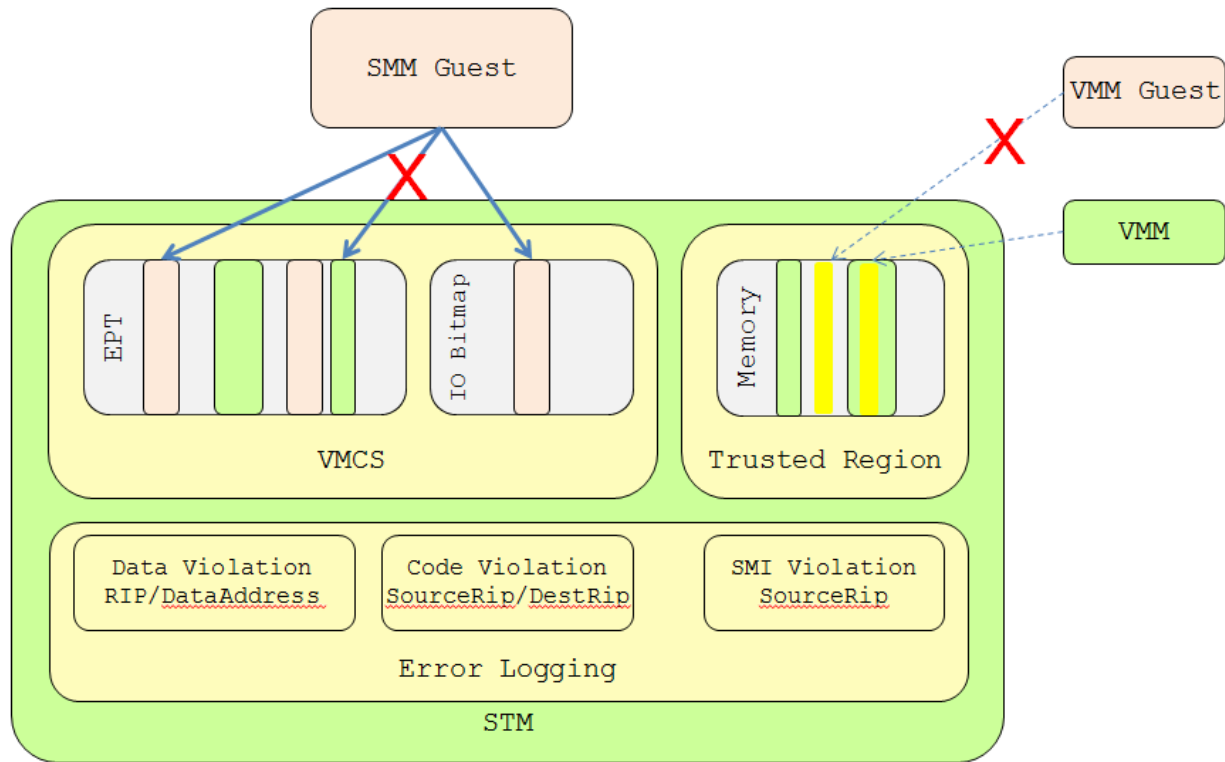 SMM Guest
VMM Guest
VMM
EPT
IO Bitmap
Memory
VMCS
Trusted Region
Data Violation
RIP/DataAddress
Code Violation
SourceRip/DestRip
SMI Violation
SourceRip
Error Logging
STM
X
X